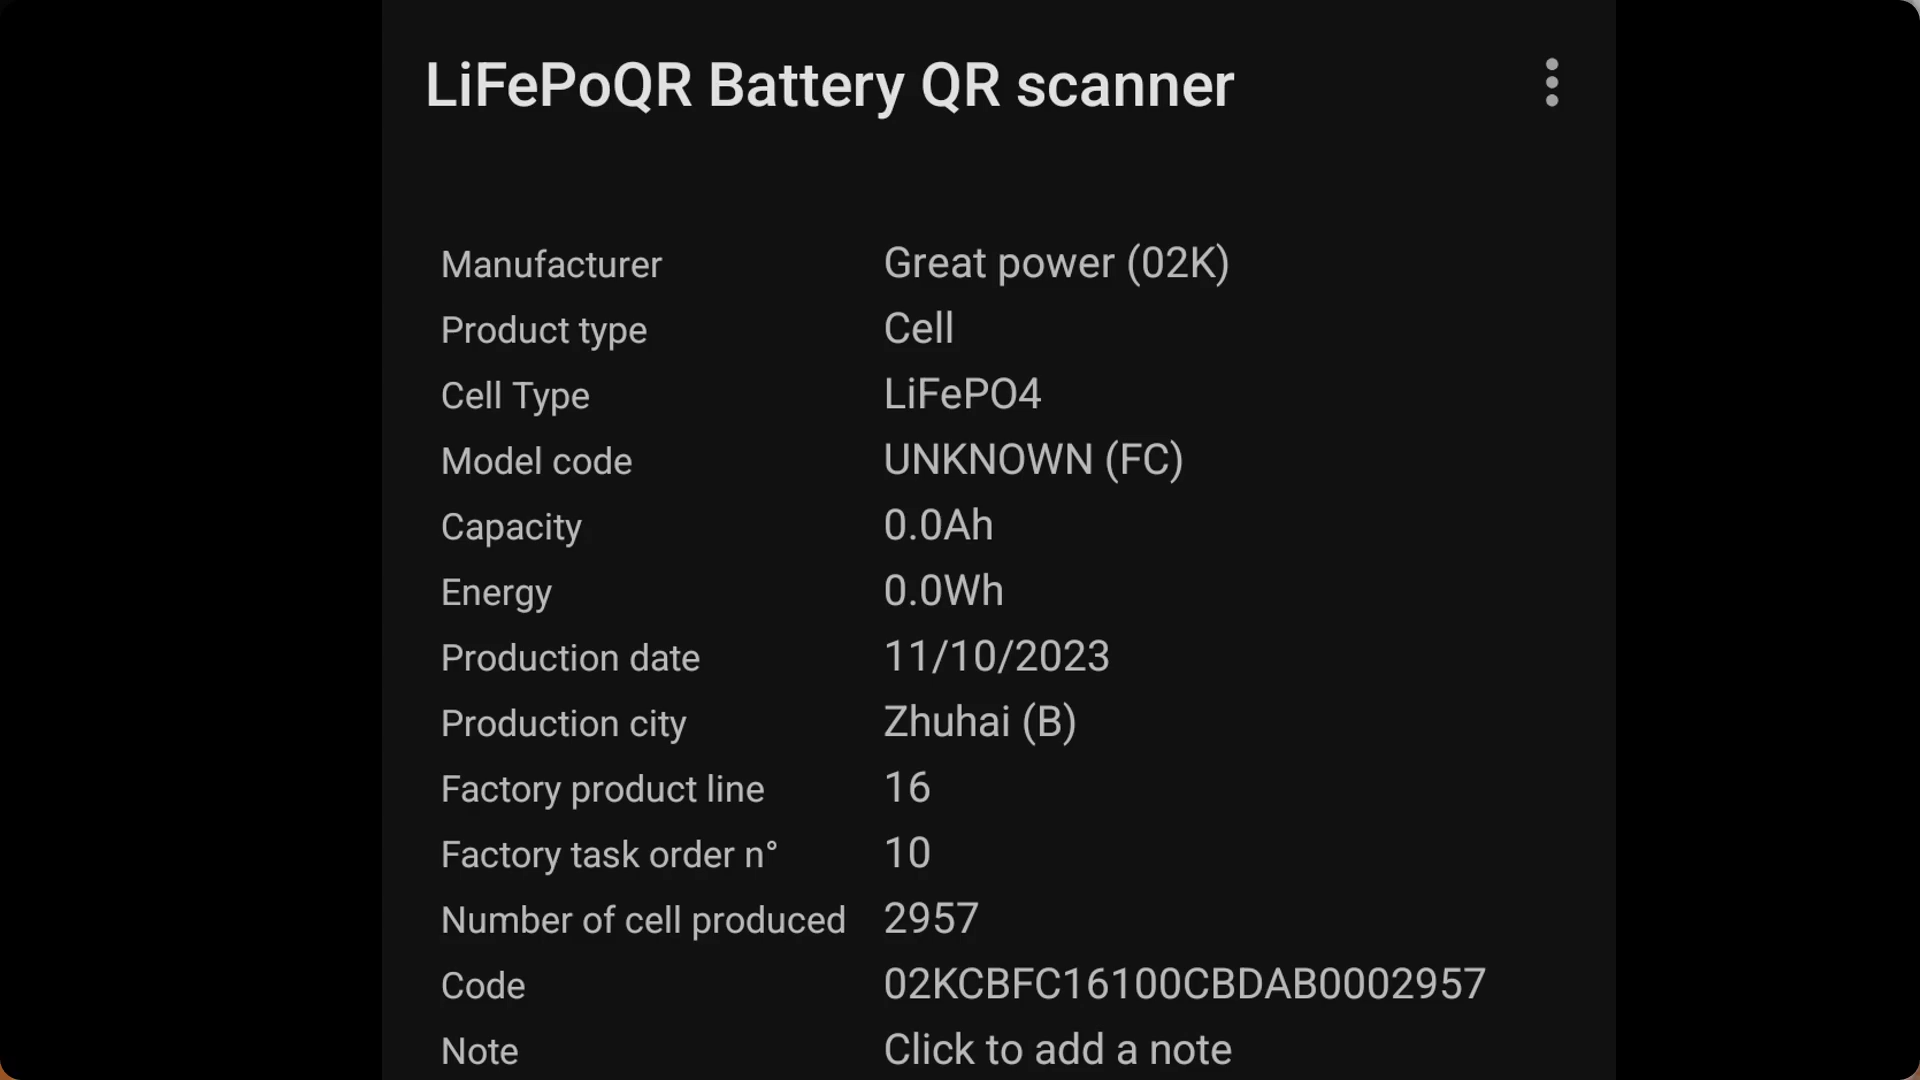 LiFePoQR Battery QR scanner
Manufacturer Great power (02K)
Product type Cell
Cell Type LiFePO4
Model code UNKNOWN (FC)
Capacity 0.0Ah
Energy 0.0Wh
Production date 11/10/2023
Production city Zhuhai (B)
Factory product line 16
Factory task order n° 10
Number of cell produced 2957
Code 02KCBFC16100CBDAB0002957
Note Click to add a note